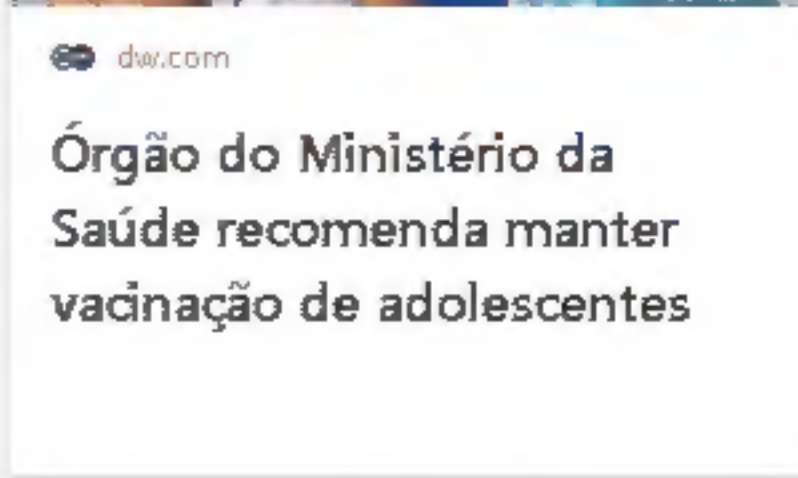 dw.com
Órgão do Ministério da
Saúde recomenda manter
vacinação de adolescentes